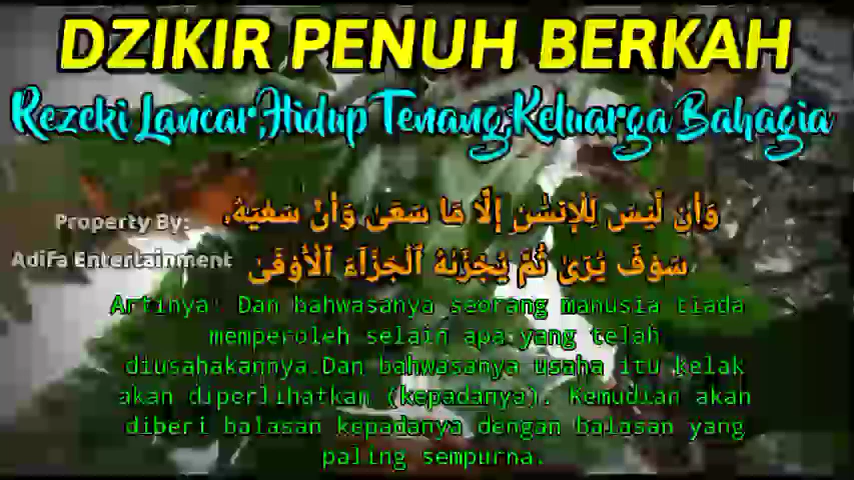 DZIKIR PENUH BERKAH
Rezeki Lancar,Hidup Tenang,Keluarga Bahagia
Property By:
AdiFa Entertainment
وَأَن لَّيْسَ لِلْإِنسَٰنِ إِلَّا مَا سَعَىٰ وَأَنَّ سَعْيَهُۥ
سَوْفَ يُرَىٰ ثُمَّ يُجْزَىٰهُ ٱلْجَزَآءَ ٱلْأَوْفَىٰ
Artinya: Dan bahwasanya seorang manusia tiada
memperoleh selain apa yang telah
diusahakannya.Dan bahwasanya usaha itu kelak
akan diperlihatkan (kepadanya). Kemudian akan
diberi balasan kepadanya dengan balasan yang
paling sempurna.